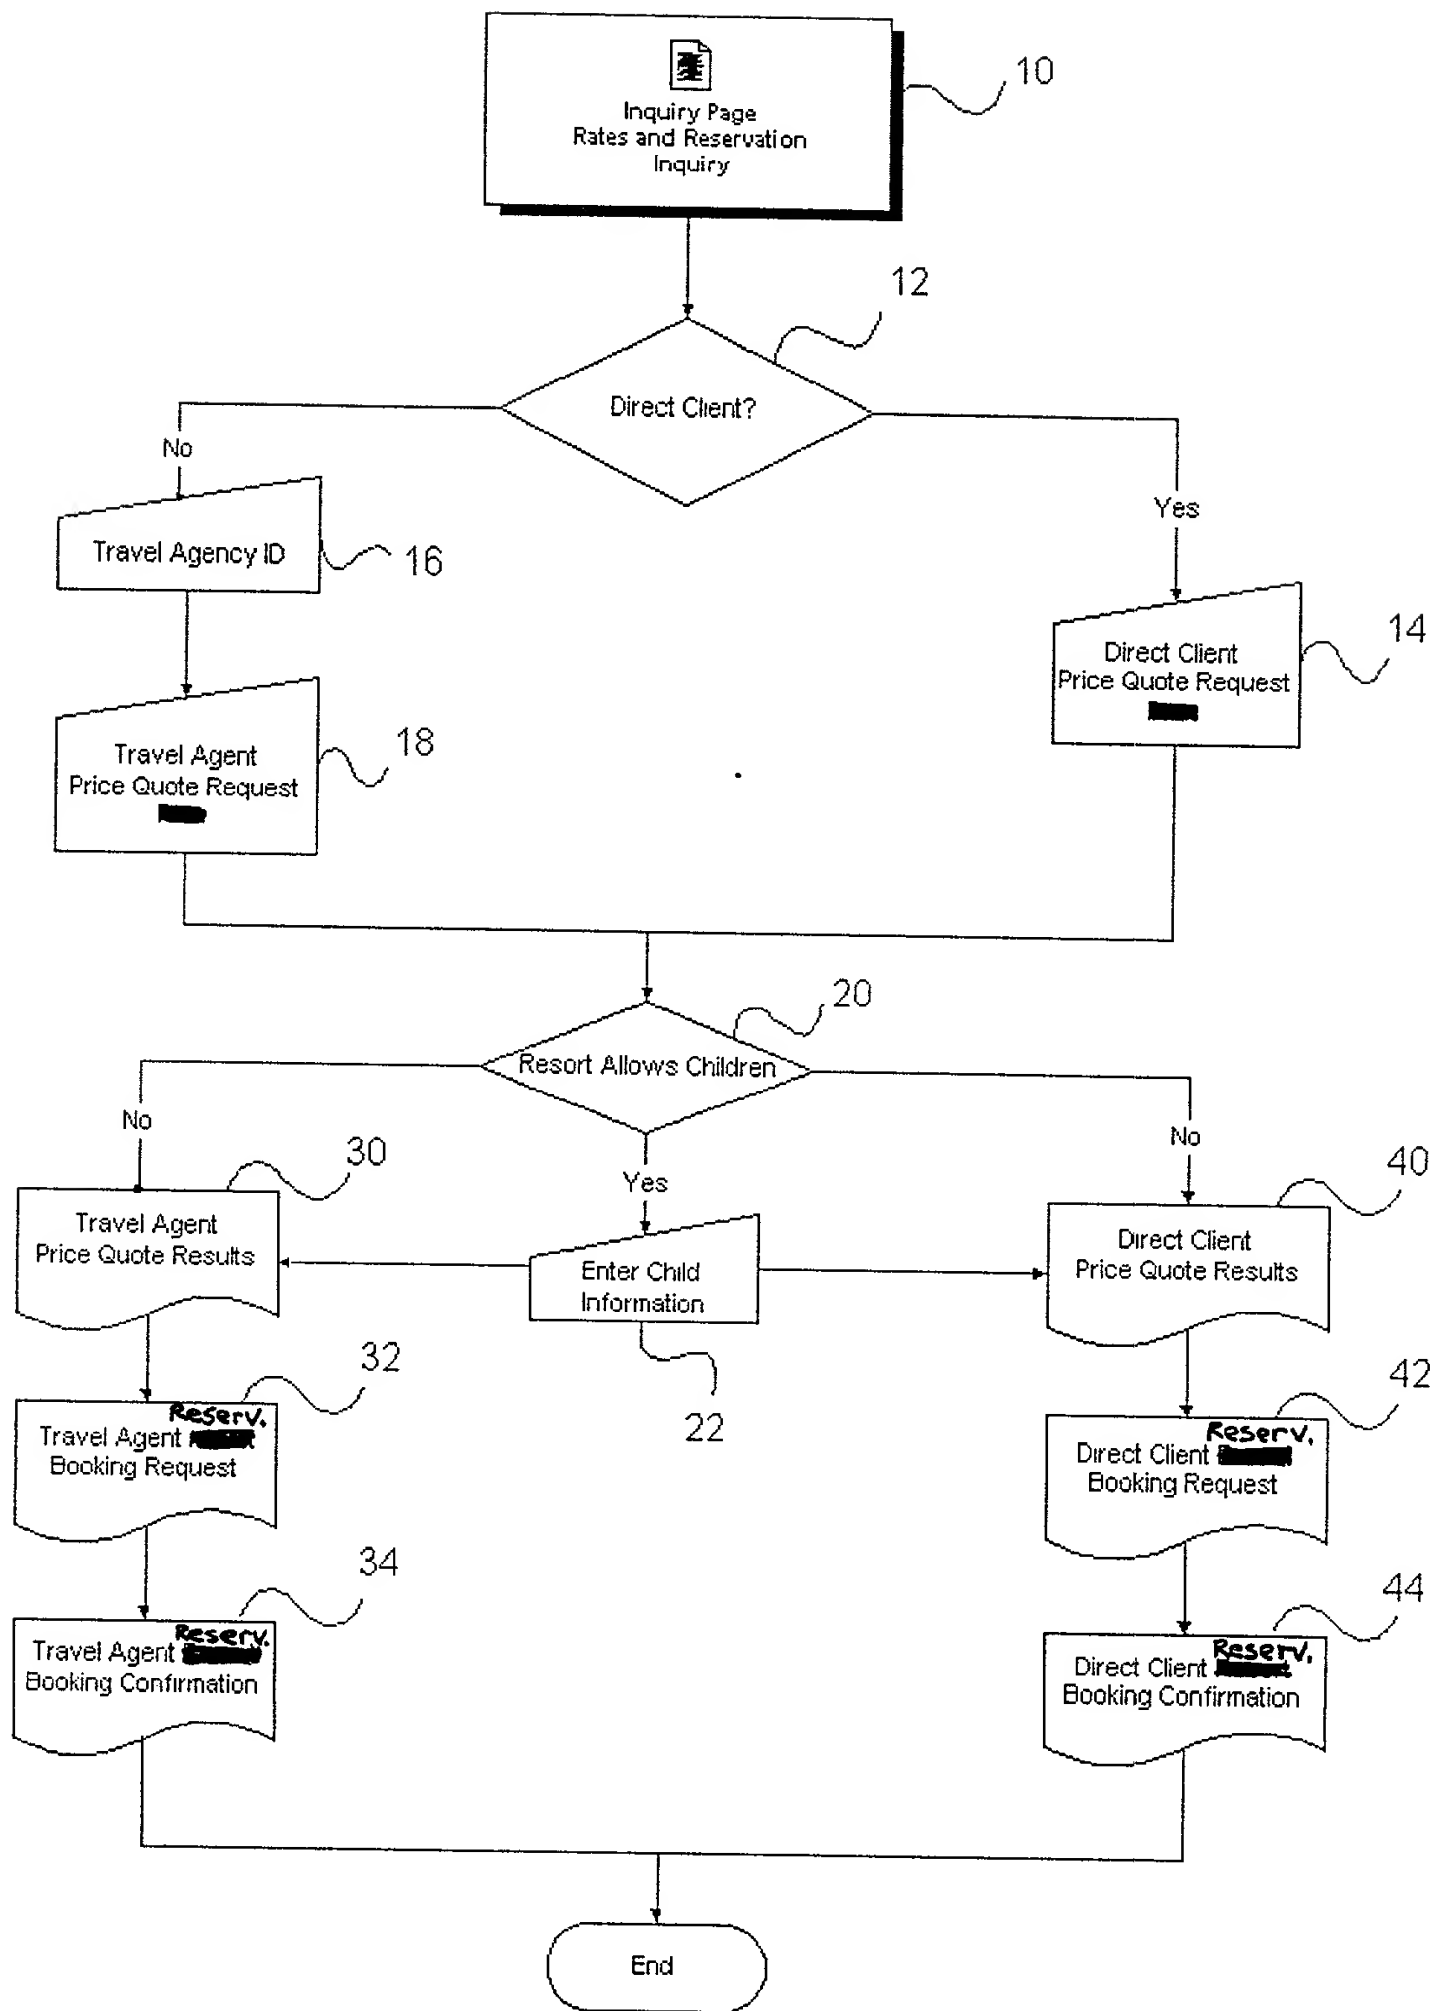 10
Inquiry Page
Rates and Reservation
Inquiry
12
Direct Client?
No
Yes
Travel Agency ID
16
14
Direct Client
Price Quote Request
18
Travel Agent
Price Quote Request
20
Resort Allows Children
No
Yes
No
30
40
Travel Agent
Price Quote Results
Enter Child
Information
Direct Client
Price Quote Results
32
22
42
Travel Agent Reserv.
Booking Request
Direct Client Reserv.
Booking Request
34
44
Travel Agent Reserv.
Booking Confirmation
Direct Client Reserv.
Booking Confirmation
End